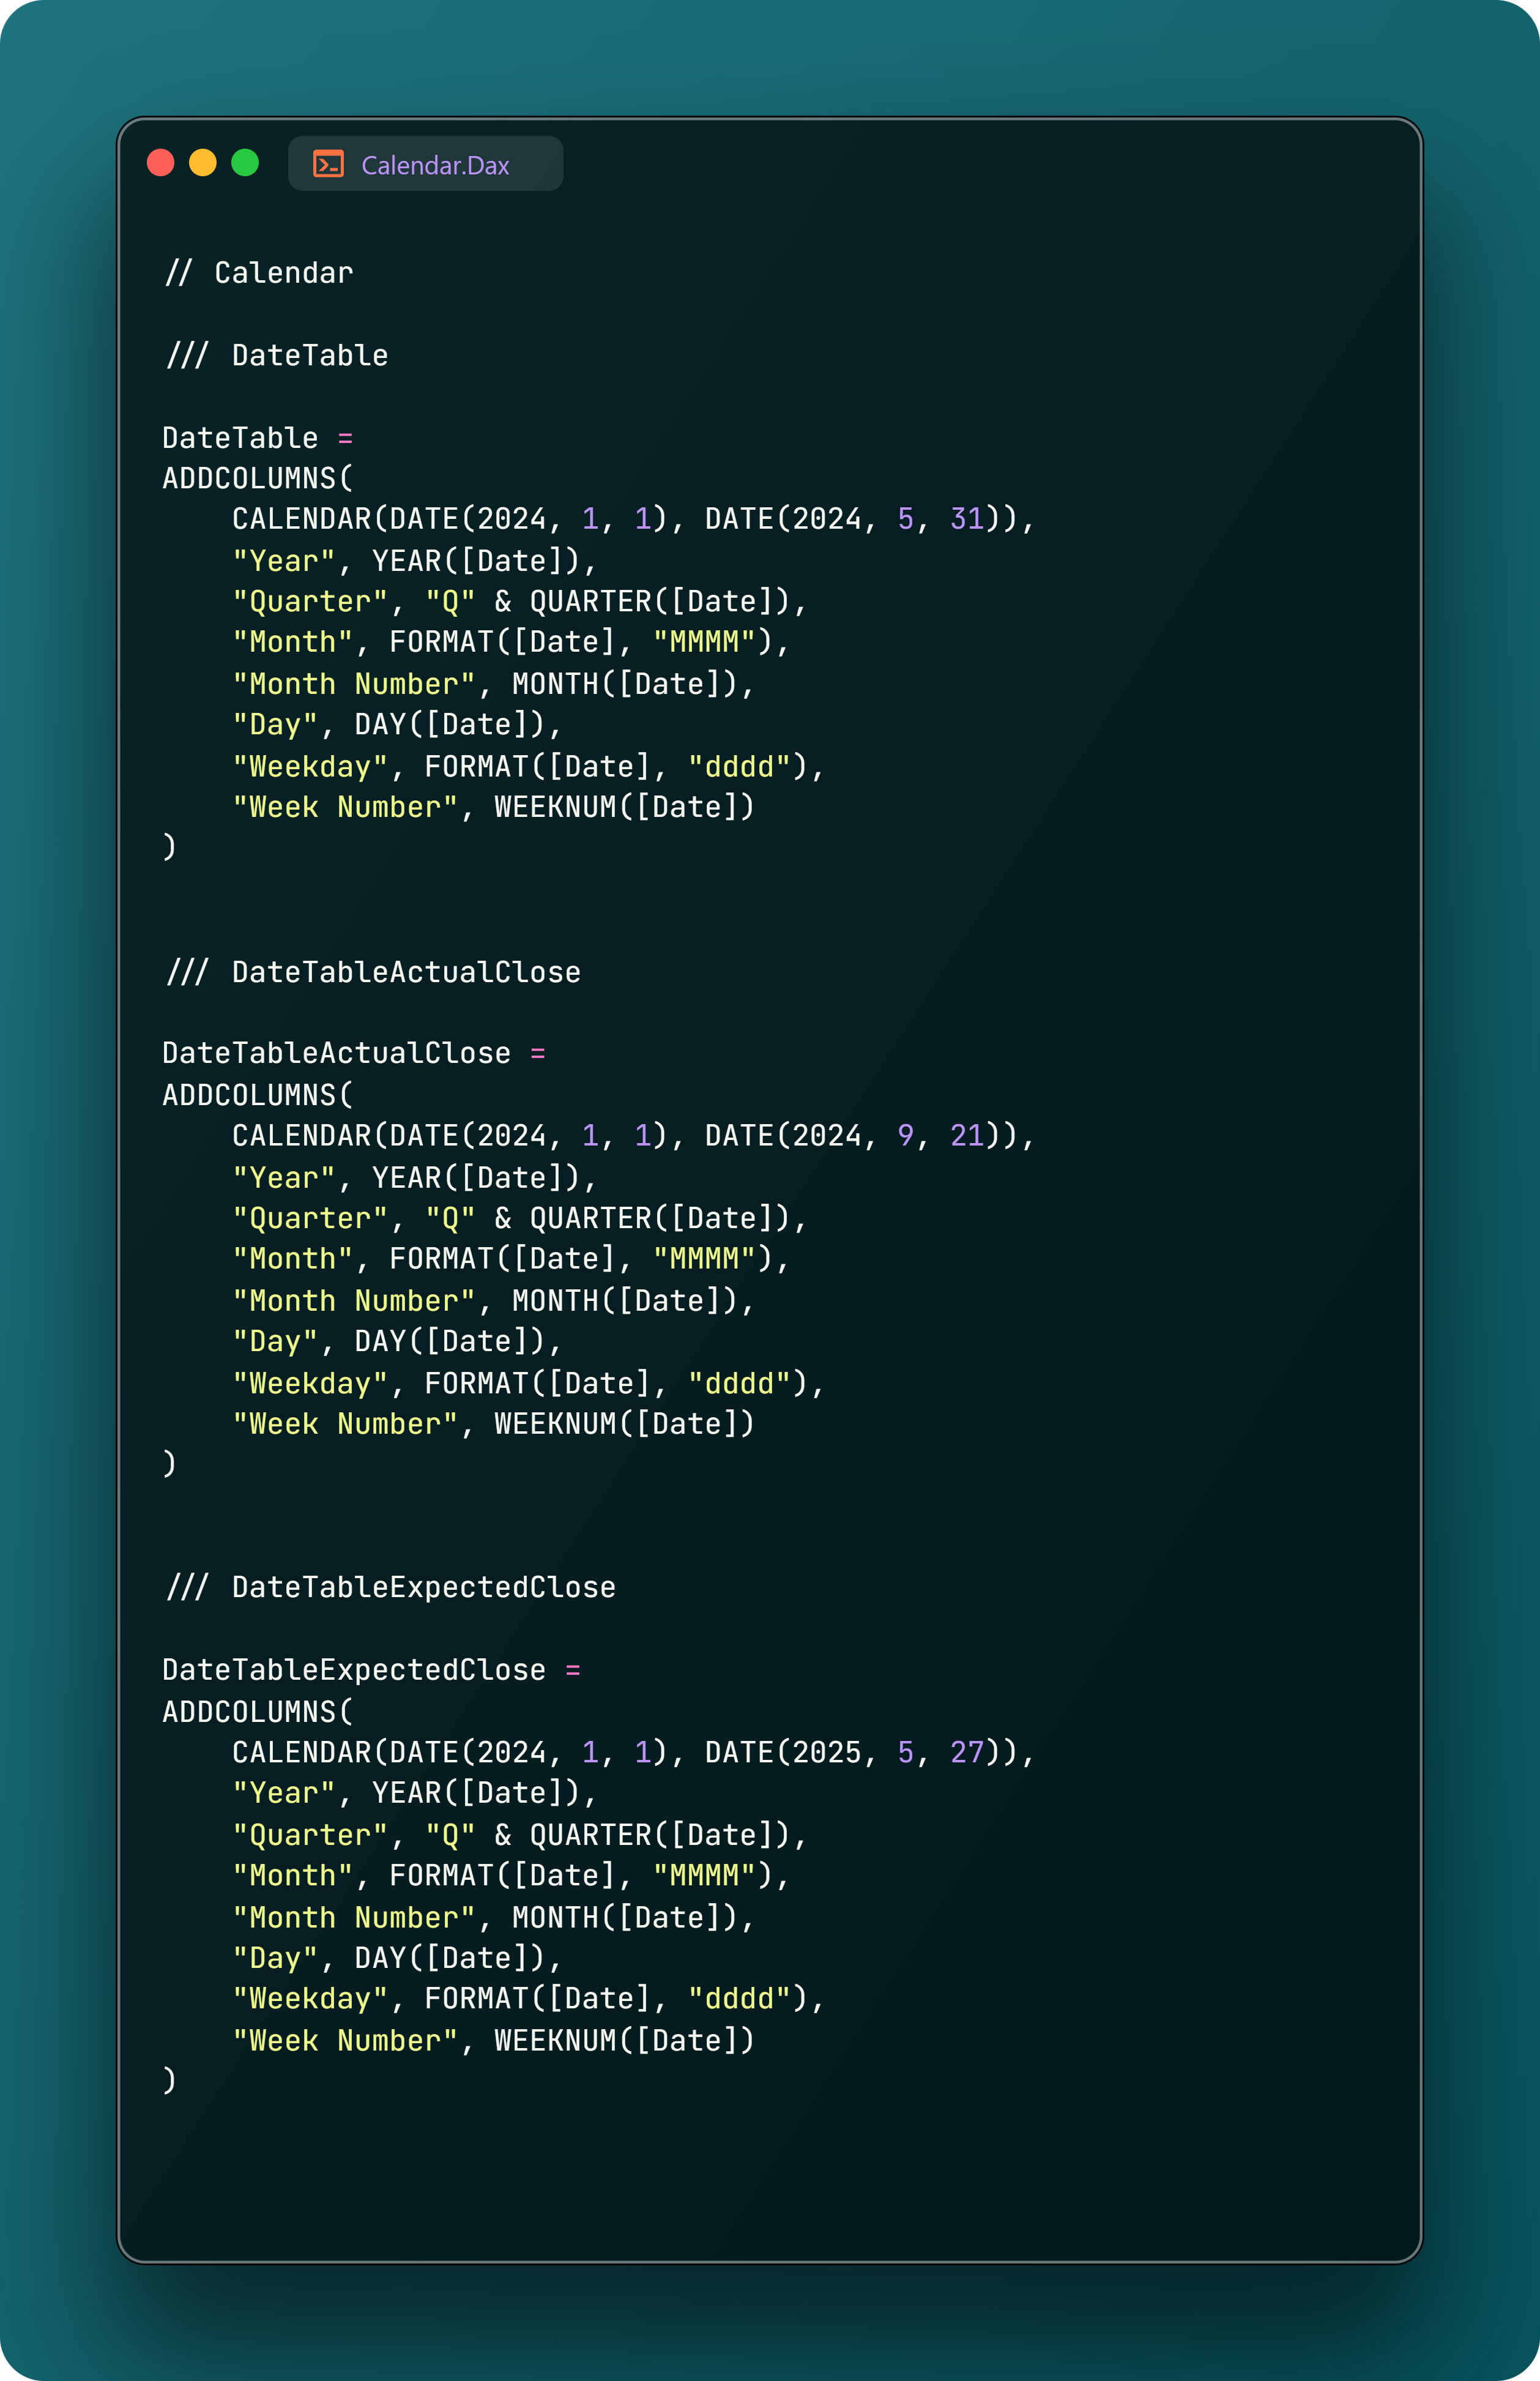 Calendar.Dax
// Calendar
/// DateTable
DateTable =
ADDCOLUMNS(
    CALENDAR(DATE(2024, 1, 1), DATE(2024, 5, 31)),
    "Year", YEAR([Date]),
    "Quarter", "Q" & QUARTER([Date]),
    "Month", FORMAT([Date], "MMMM"),
    "Month Number", MONTH([Date]),
    "Day", DAY([Date]),
    "Weekday", FORMAT([Date], "dddd"),
    "Week Number", WEEKNUM([Date])
)
/// DateTableActualClose
DateTableActualClose =
ADDCOLUMNS(
    CALENDAR(DATE(2024, 1, 1), DATE(2024, 9, 21)),
    "Year", YEAR([Date]),
    "Quarter", "Q" & QUARTER([Date]),
    "Month", FORMAT([Date], "MMMM"),
    "Month Number", MONTH([Date]),
    "Day", DAY([Date]),
    "Weekday", FORMAT([Date], "dddd"),
    "Week Number", WEEKNUM([Date])
)
/// DateTableExpectedClose
DateTableExpectedClose =
ADDCOLUMNS(
    CALENDAR(DATE(2024, 1, 1), DATE(2025, 5, 27)),
    "Year", YEAR([Date]),
    "Quarter", "Q" & QUARTER([Date]),
    "Month", FORMAT([Date], "MMMM"),
    "Month Number", MONTH([Date]),
    "Day", DAY([Date]),
    "Weekday", FORMAT([Date], "dddd"),
    "Week Number", WEEKNUM([Date])
)